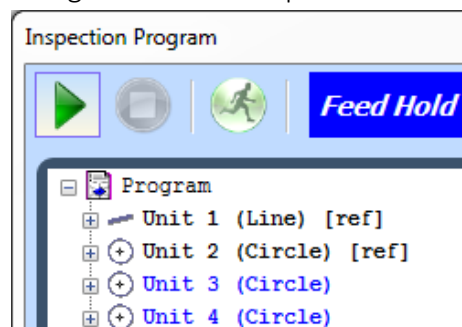 Inspection Program
Feed Hold
Program
Unit 1 (Line) [ref]
Unit 2 (Circle) [ref]
Unit 3 (Circle)
Unit 4 (Circle)